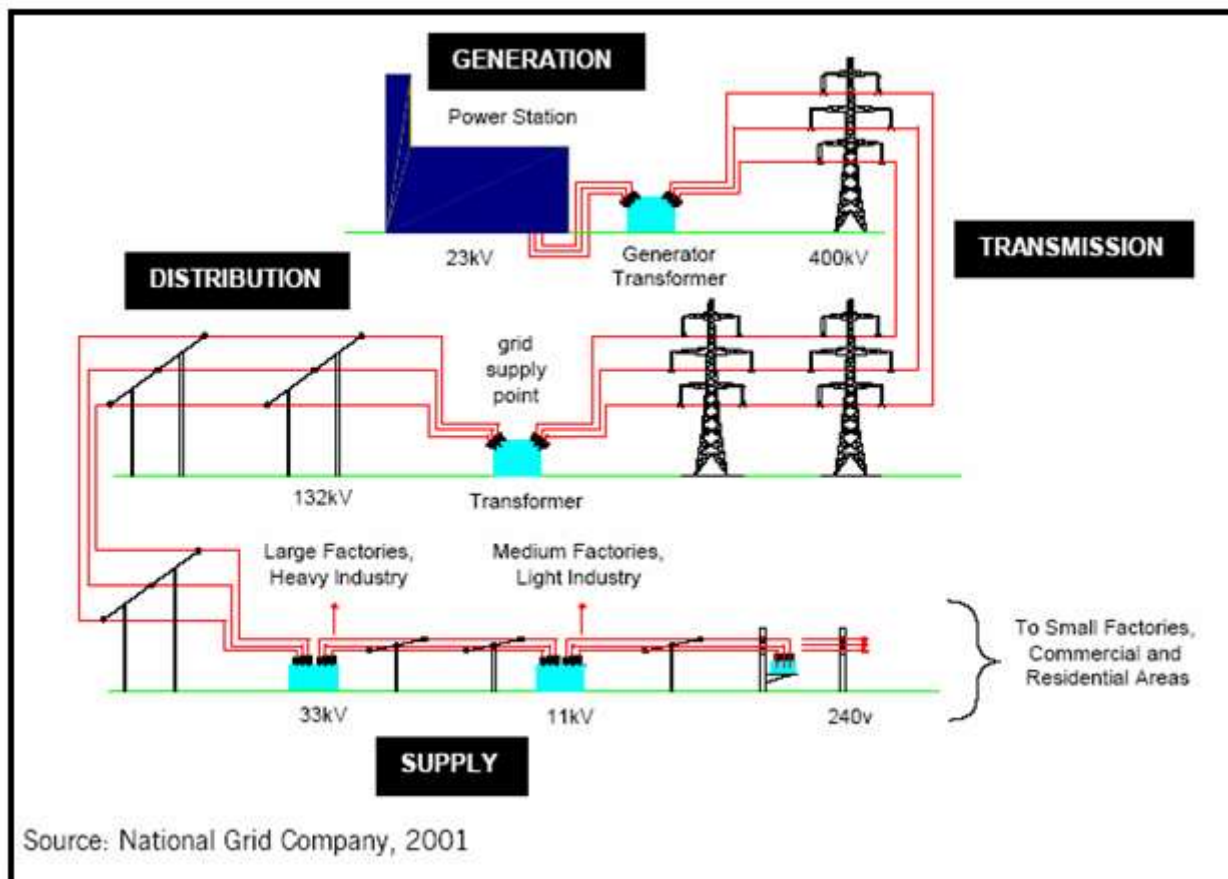 GENERATION
Power Station
23kV
Generator
Transformer
400kV
TRANSMISSION
DISTRIBUTION
grid
supply
point
132kV
Transformer
Large Factories,
Heavy Industry
Medium Factories,
Light Industry
To Small Factories,
Commercial and
Residential Areas
33kV
11kV
240v
SUPPLY
Source: National Grid Company, 2001